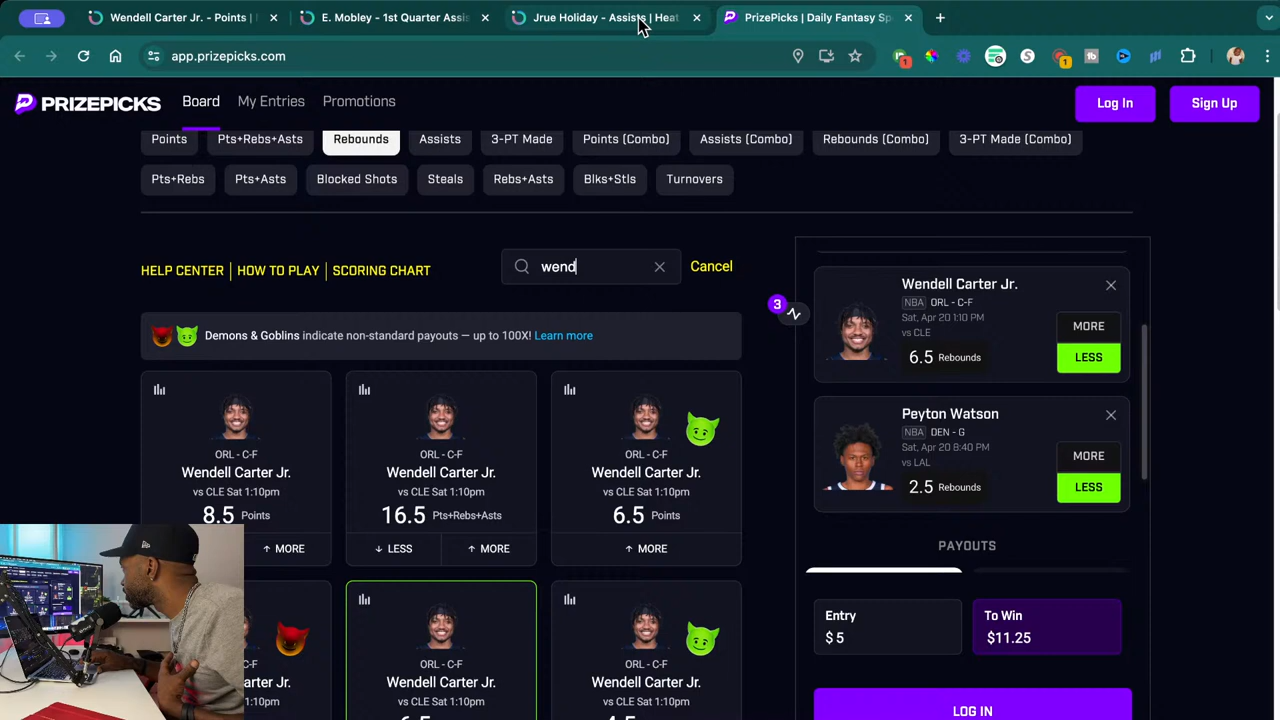 Wendell Carter Jr. - Points |
E. Mobley - 1st Quarter Assis
Jrue Holiday - Assists | Heat
PrizePicks | Daily Fantasy Sp
app.prizepicks.com
1
1
PRIZEPICKS
Board
My Entries
Promotions
Log In
Sign Up
Points
Pts+Rebs+Asts
Rebounds
Assists
3-PT Made
Points (Combo)
Assists (Combo)
Rebounds (Combo)
3-PT Made (Combo)
Pts+Rebs
Pts+Asts
Blocked Shots
Steals
Rebs+Asts
Blks+Stls
Turnovers
HELP CENTER | HOW TO PLAY | SCORING CHART
wend
Cancel
Demons & Goblins indicate non-standard payouts — up to 100X! Learn more
ORL - C-F
Wendell Carter Jr.
vs CLE Sat 1:10pm
8.5 Points
MORE
ORL - C-F
Wendell Carter Jr.
vs CLE Sat 1:10pm
16.5 Pts+Rebs+Asts
LESS
MORE
ORL - C-F
Wendell Carter Jr.
vs CLE Sat 1:10pm
6.5 Points
MORE
ORL - C-F
Wendell Carter Jr.
vs CLE Sat 1:10pm
ORL - C-F
Wendell Carter Jr.
vs CLE Sat 1:10pm
3
Wendell Carter Jr.
NBA ORL - C-F
Sat, Apr 20 1:10 PM
vs CLE
6.5 Rebounds
MORE
LESS
Peyton Watson
NBA DEN - G
Sat, Apr 20 8:40 PM
vs LAL
2.5 Rebounds
MORE
LESS
PAYOUTS
Entry
$ 5
To Win
$11.25
LOG IN